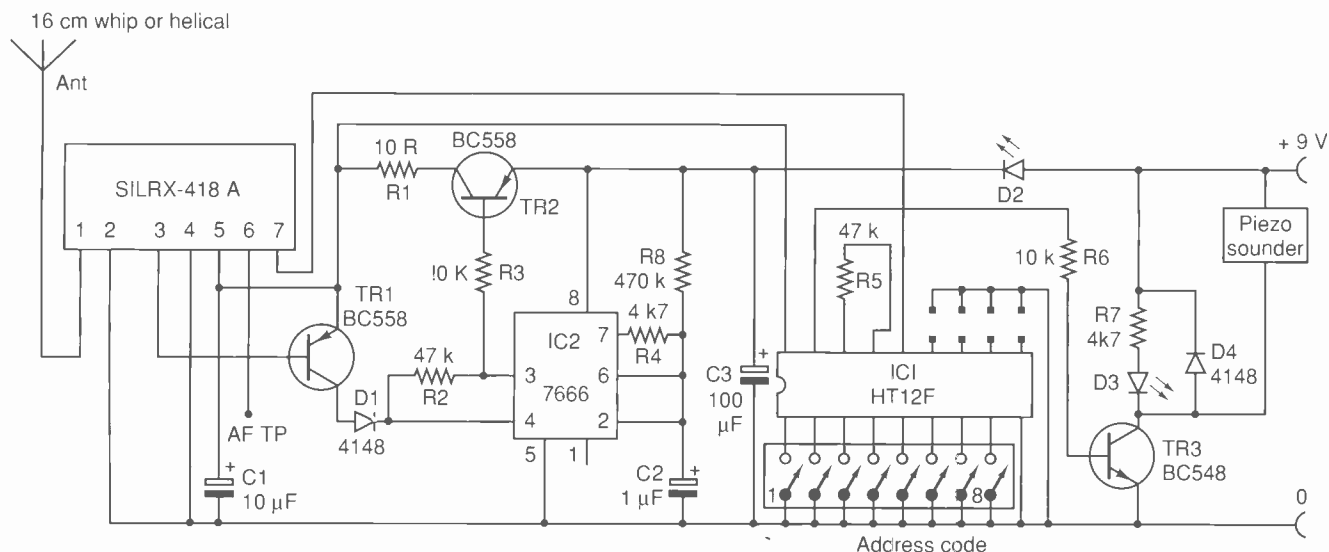 16 cm whip or helical
Ant
SILRX-418 A
1 2 3 4 5 6 7
10 R
R1
BC558
TR2
!0 K
R3
TR1
BC558
47 k
R2
D1
4148
AF TP
+
C1
10 µF
8
7
IC2
3
7666
6
4
2
5
1
R8
470 k
4 k7
R4
+
C2
1 µF
+
C3
100
µF
47 k
R5
ICI
HT12F
1
8
Address code
D2
10 k
R6
+ 9 V
Piezo
sounder
R7
4k7
D3
D4
4148
TR3
BC548
0